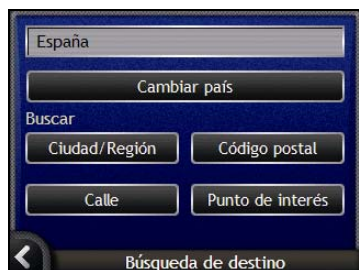 España
Cambiar país
Buscar
Ciudad/Región Código postal
Calle Punto de interés
Búsqueda de destino